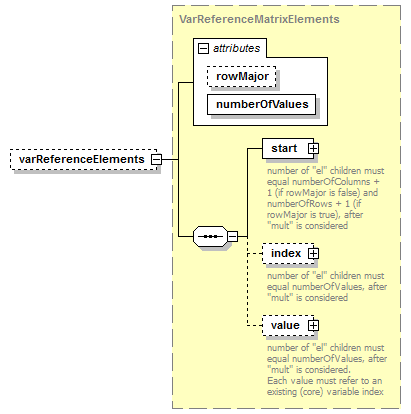 VarReferenceMatrixElements
attributes
rowMajor
numberOfValues
varReferenceElements
start
number of "el" children must
equal numberOfColumns +
1 (if rowMajor is false) and
numberOfRows + 1 (if
rowMajor is true), after
"mult" is considered
index
number of "el" children must
equal numberOfValues, after
"mult" is considered
value
number of "el" children must
equal numberOfValues, after
"mult" is considered.
Each value must refer to an
existing (core) variable index